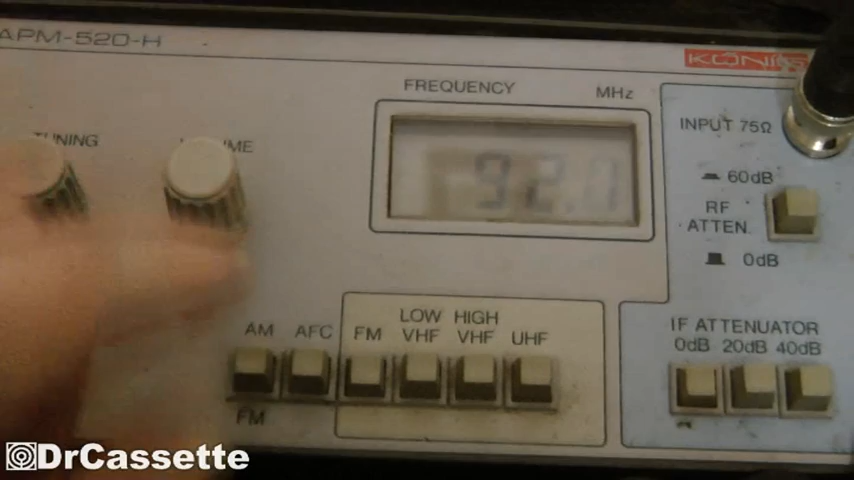 APM-520-H
KÖNIG
FREQUENCY
MHz
TUNING
VOLUME
92.0
INPUT 75Ω
60dB
RF
ATTEN.
0dB
LOW HIGH
AM AFC FM VHF VHF UHF
FM
IF ATTENUATOR
0dB 20dB 40dB
DrCassette